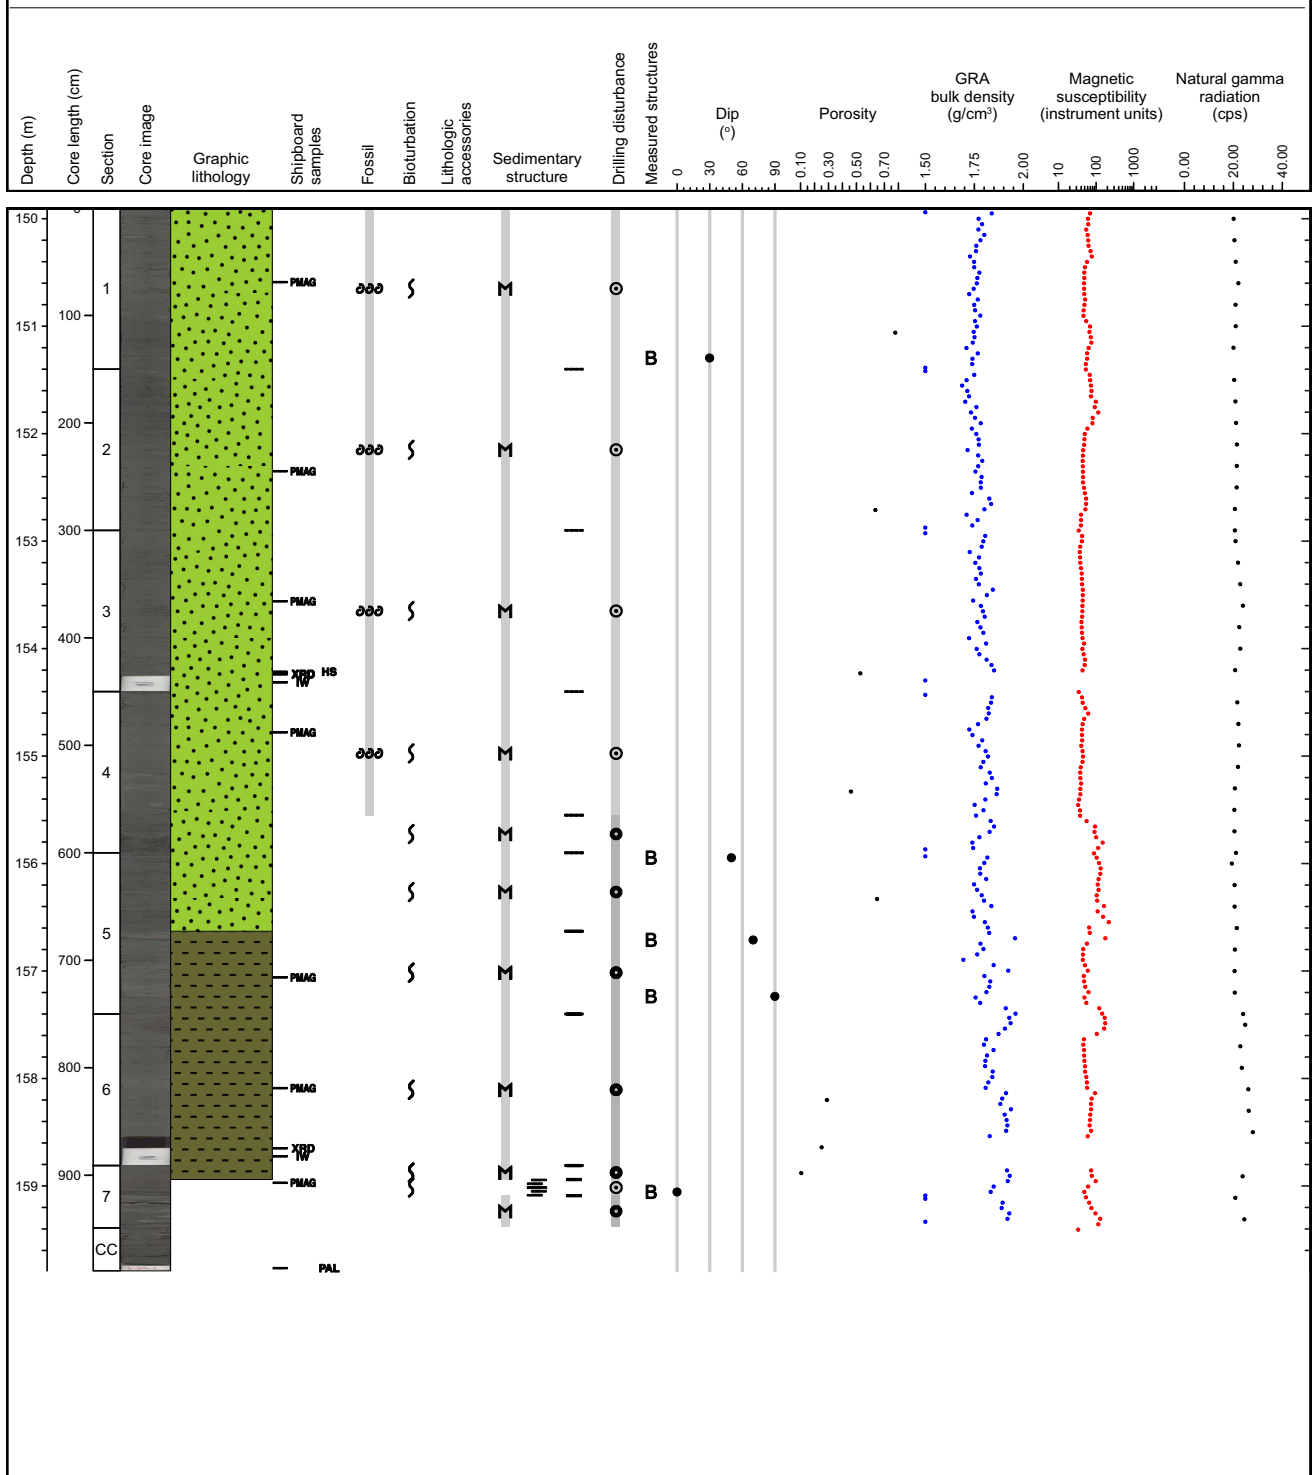 Depth (m)
Core length (cm)
Section
Core image
Graphic
lithology
Shipboard
samples
Fossil
Bioturbation
Lithologic
accessories
Sedimentary
structure
Drilling disturbance
Measured structures
Dip
(°)
0 30 60 90
Porosity
0.10 0.30 0.50 0.70
GRA
bulk density
(g/cm³)
1.50 1.75 2.00
Magnetic
susceptibility
(instrument units)
10 100 1000
Natural gamma
radiation
(cps)
0.00 20.00 40.00
150
1 PMAG
M
100
151
B
200
152
2 M
PMAG
300
153
PMAG
3 M
400
154
XRD HS
IW
PMAG
500
155 M
4
M
600
156 B
M
5 B
700
157 PMAG M
B
800
158
6 PMAG M
XRD
IW
900 M
159 7 PMAG B
M
CC
PAL